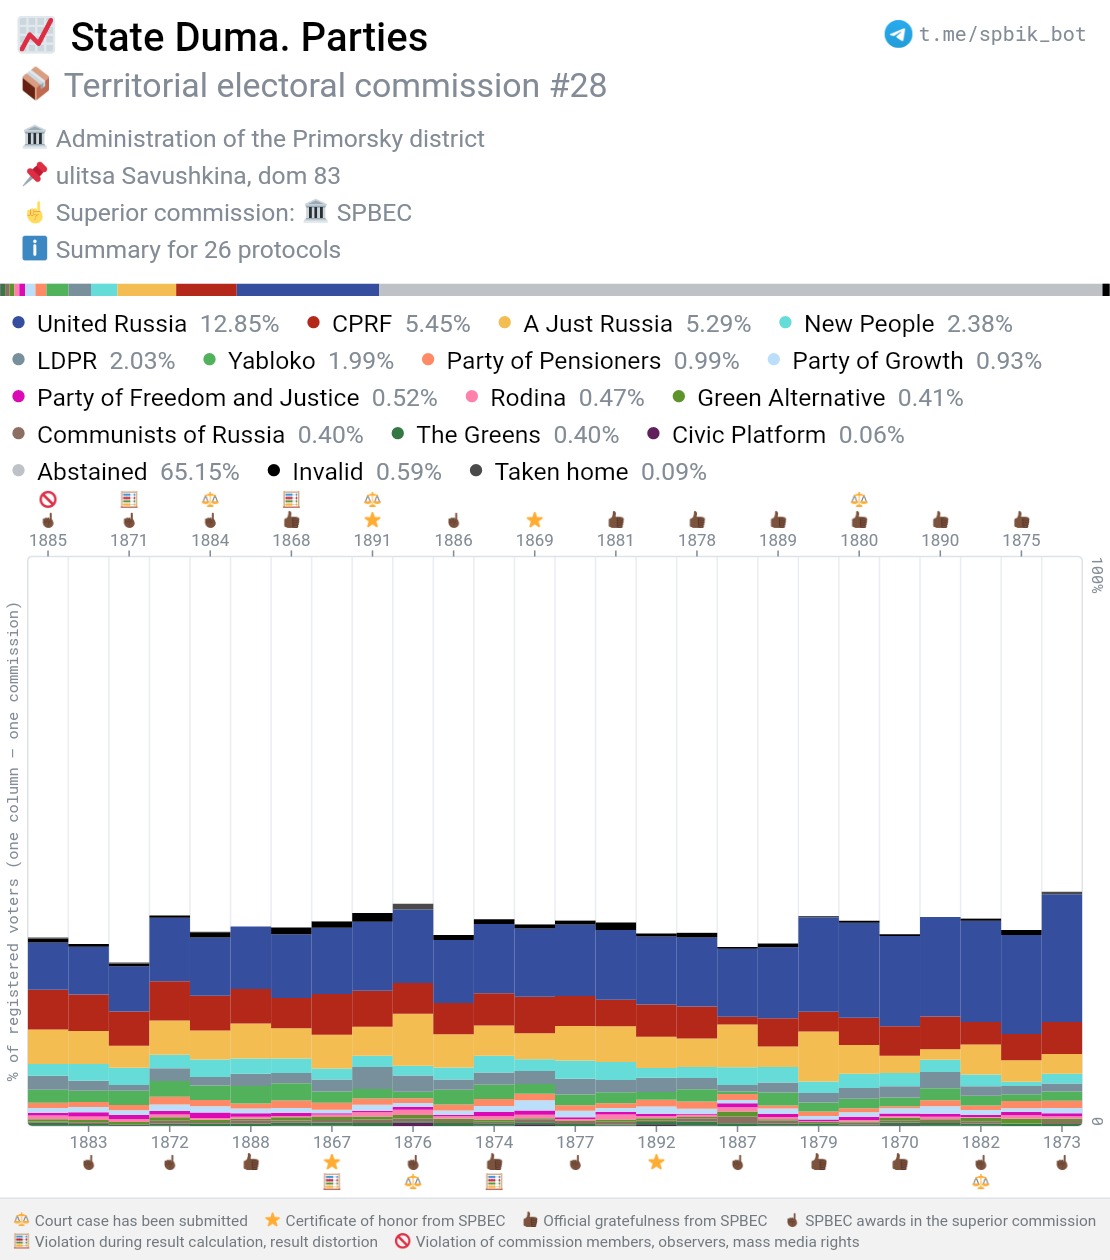 State Duma. Parties
t.me/spbik_bot
Territorial electoral commission #28
Administration of the Primorsky district
ulitsa Savushkina, dom 83
Superior commission: SPBEC
Summary for 26 protocols
United Russia 12.85% CPRF 5.45% A Just Russia 5.29% New People 2.38%
LDPR 2.03% Yabloko 1.99% Party of Pensioners 0.99% Party of Growth 0.93%
Party of Freedom and Justice 0.52% Rodina 0.47% Green Alternative 0.41%
Communists of Russia 0.40% The Greens 0.40% Civic Platform 0.06%
Abstained 65.15% Invalid 0.59% Taken home 0.09%
1885 1871 1884 1868 1891 1886 1869 1881 1878 1889 1880 1890 1875
100%
% of registered voters (one column – one commission)
0
1883 1872 1888 1867 1876 1874 1877 1892 1887 1879 1870 1882 1873
Court case has been submitted Certificate of honor from SPBEC Official gratefulness from SPBEC SPBEC awards in the superior commission
Violation during result calculation, result distortion Violation of commission members, observers, mass media rights